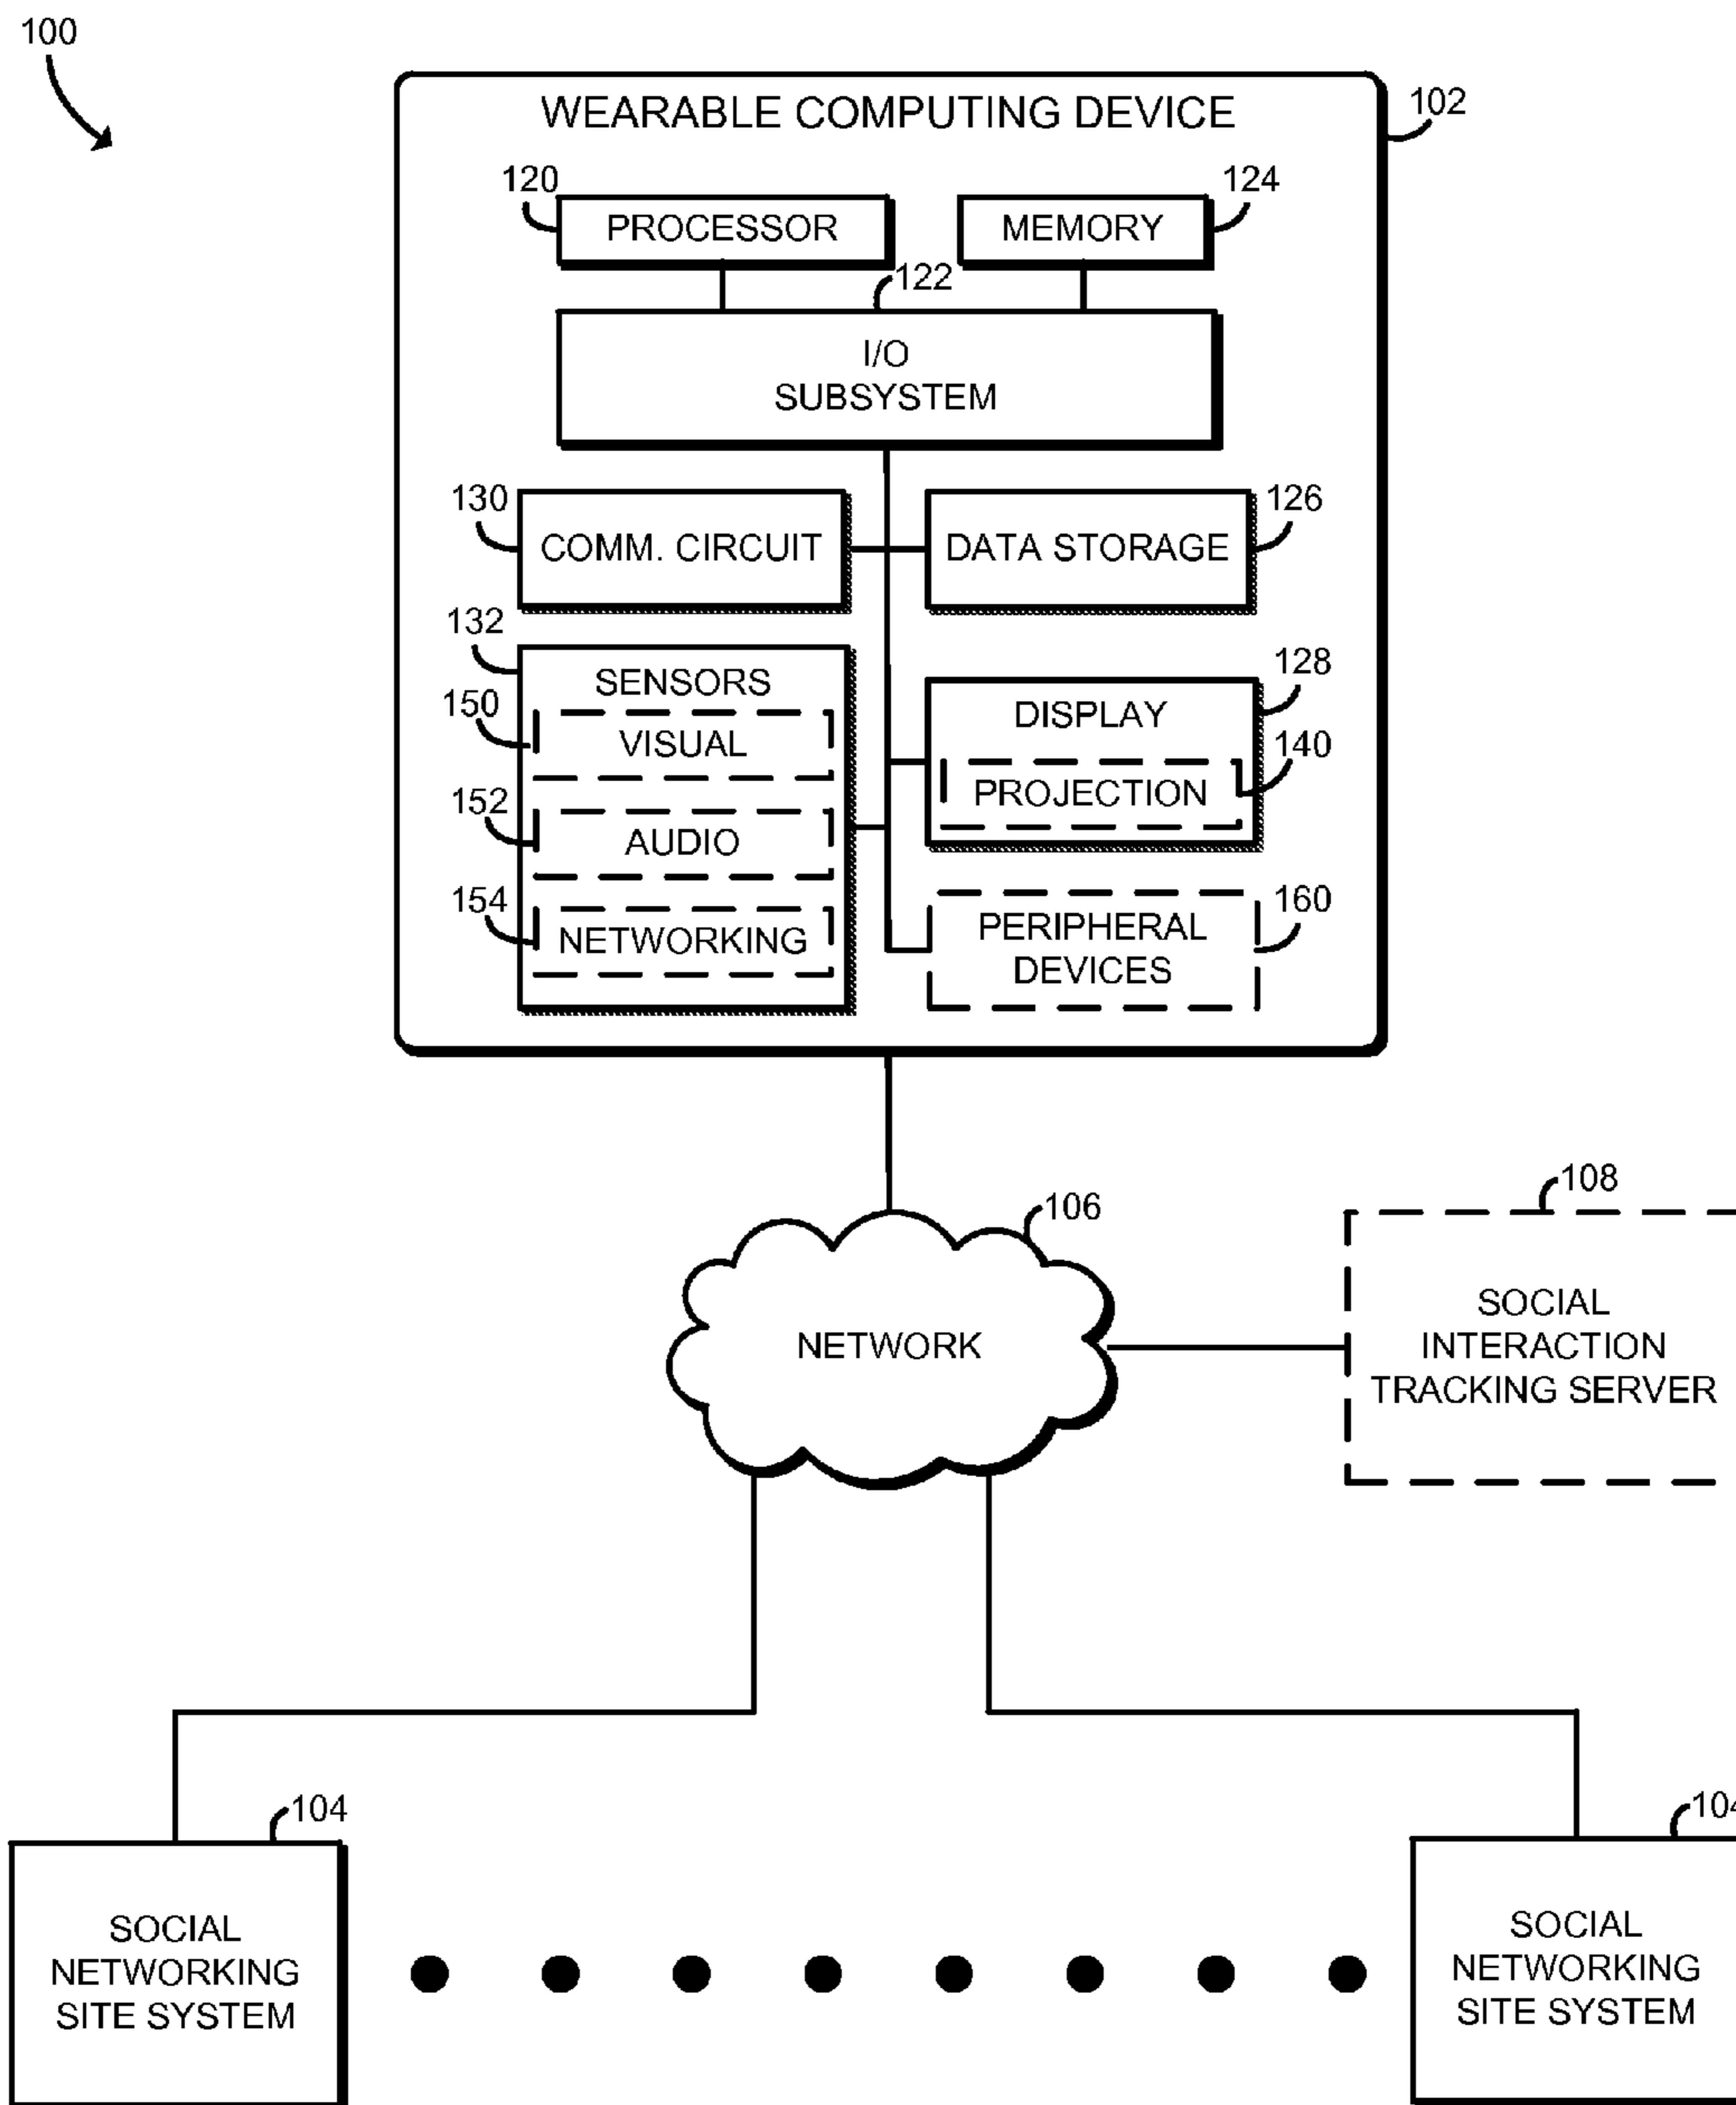 100
WEARABLE COMPUTING DEVICE
102
120
PROCESSOR
124
MEMORY
122
I/O
SUBSYSTEM
130
COMM. CIRCUIT
126
DATA STORAGE
132
SENSORS
150
VISUAL
152
AUDIO
154
NETWORKING
128
DISPLAY
140
PROJECTION
160
PERIPHERAL
DEVICES
106
NETWORK
108
SOCIAL
INTERACTION
TRACKING SERVER
104
SOCIAL
NETWORKING
SITE SYSTEM
104
SOCIAL
NETWORKING
SITE SYSTEM